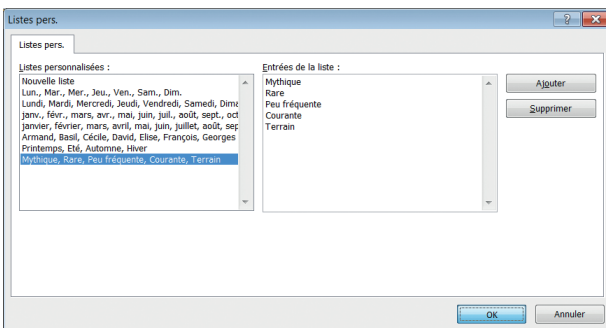 Listes pers.
Listes pers.
Listes personnalisées :
Nouvelle liste
Lun., Mar., Mer., Jeu., Ven., Sam., Dim.
Lundi, Mardi, Mercredi, Jeudi, Vendredi, Samedi, Dima
janv., févr., mars, avr., mai, juin, juil., août, sept., oct
janvier, février, mars, avril, mai, juin, juillet, août, sep
Armand, Basil, Cécile, David, Elise, François, Georges
Printemps, Eté, Automne, Hiver
Mythique, Rare, Peu fréquente, Courante, Terrain
Entrées de la liste :
Mythique
Rare
Peu fréquente
Courante
Terrain
Ajouter
Supprimer
OK
Annuler